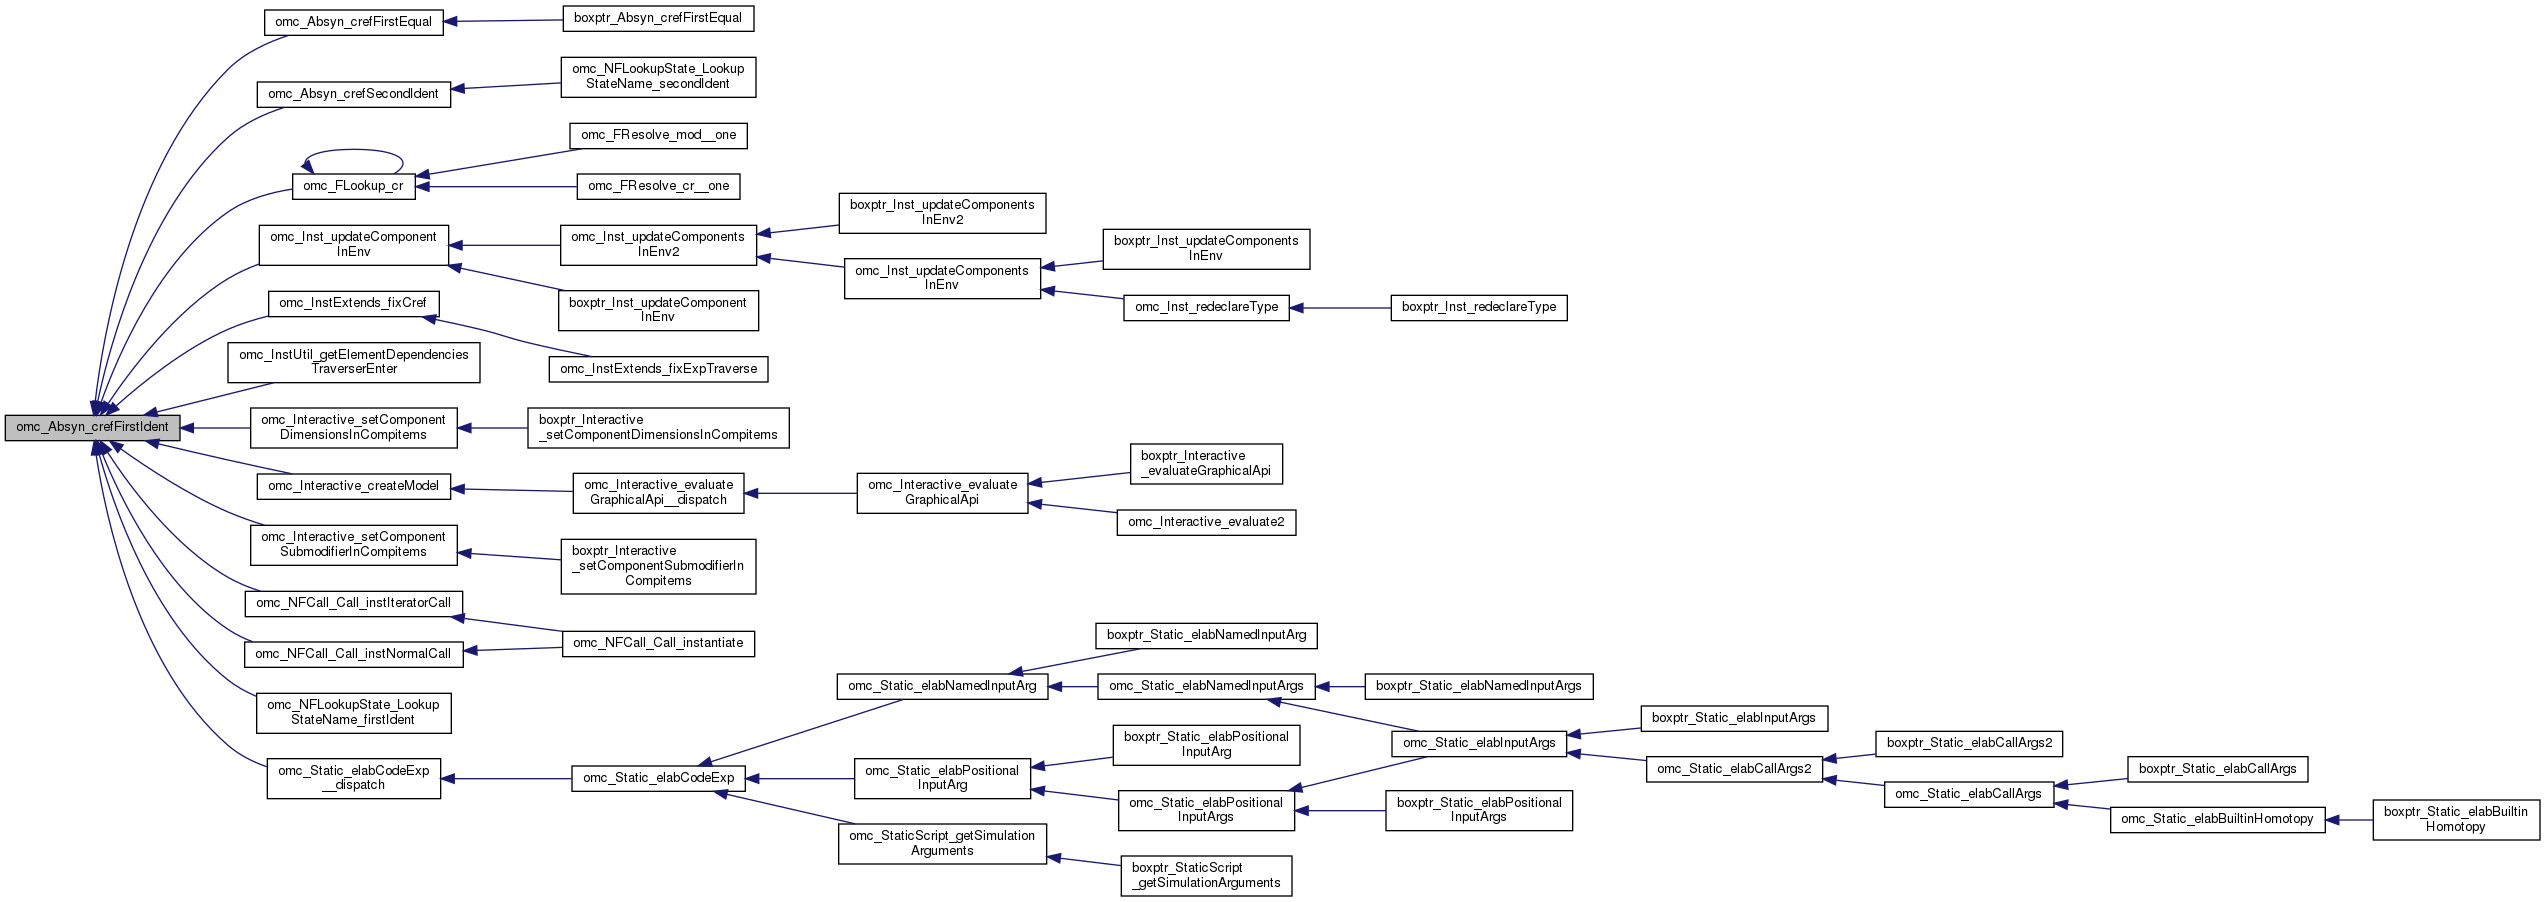 omc_Absyn_crefFirstIdent
omc_Absyn_crefFirstEqual
boxptr_Absyn_crefFirstEqual
omc_Absyn_crefSecondIdent
omc_NFLookupState_Lookup
StateName_secondIdent
omc_FLookup_cr
omc_FResolve_mod__one
omc_FResolve_cr__one
omc_Inst_updateComponent
InEnv
omc_Inst_updateComponents
InEnv2
boxptr_Inst_updateComponents
InEnv2
omc_Inst_updateComponents
InEnv
boxptr_Inst_updateComponents
InEnv
omc_Inst_redeclareType
boxptr_Inst_redeclareType
boxptr_Inst_updateComponent
InEnv
omc_InstExtends_fixCref
omc_InstExtends_fixExpTraverse
omc_InstUtil_getElementDependencies
TraverserEnter
omc_Interactive_setComponent
DimensionsInCompitems
boxptr_Interactive
_setComponentDimensionsInCompitems
omc_Interactive_createModel
omc_Interactive_evaluate
GraphicalApi__dispatch
omc_Interactive_evaluate
GraphicalApi
boxptr_Interactive
_evaluateGraphicalApi
omc_Interactive_evaluate2
omc_Interactive_setComponent
SubmodifierInCompitems
boxptr_Interactive
_setComponentSubmodifierIn
Compitems
omc_NFCall_Call_instIteratorCall
omc_NFCall_Call_instantiate
omc_NFCall_Call_instNormalCall
omc_NFLookupState_Lookup
StateName_firstIdent
omc_Static_elabCodeExp
__dispatch
omc_Static_elabCodeExp
omc_Static_elabNamedInputArg
boxptr_Static_elabNamedInputArg
omc_Static_elabNamedInputArgs
boxptr_Static_elabNamedInputArgs
omc_Static_elabInputArgs
boxptr_Static_elabInputArgs
omc_Static_elabCallArgs2
boxptr_Static_elabCallArgs2
omc_Static_elabCallArgs
boxptr_Static_elabCallArgs
omc_Static_elabBuiltinHomotopy
boxptr_Static_elabBuiltin
Homotopy
omc_Static_elabPositional
InputArg
boxptr_Static_elabPositional
InputArg
omc_Static_elabPositional
InputArgs
boxptr_Static_elabPositional
InputArgs
omc_StaticScript_getSimulation
Arguments
boxptr_StaticScript
_getSimulationArguments